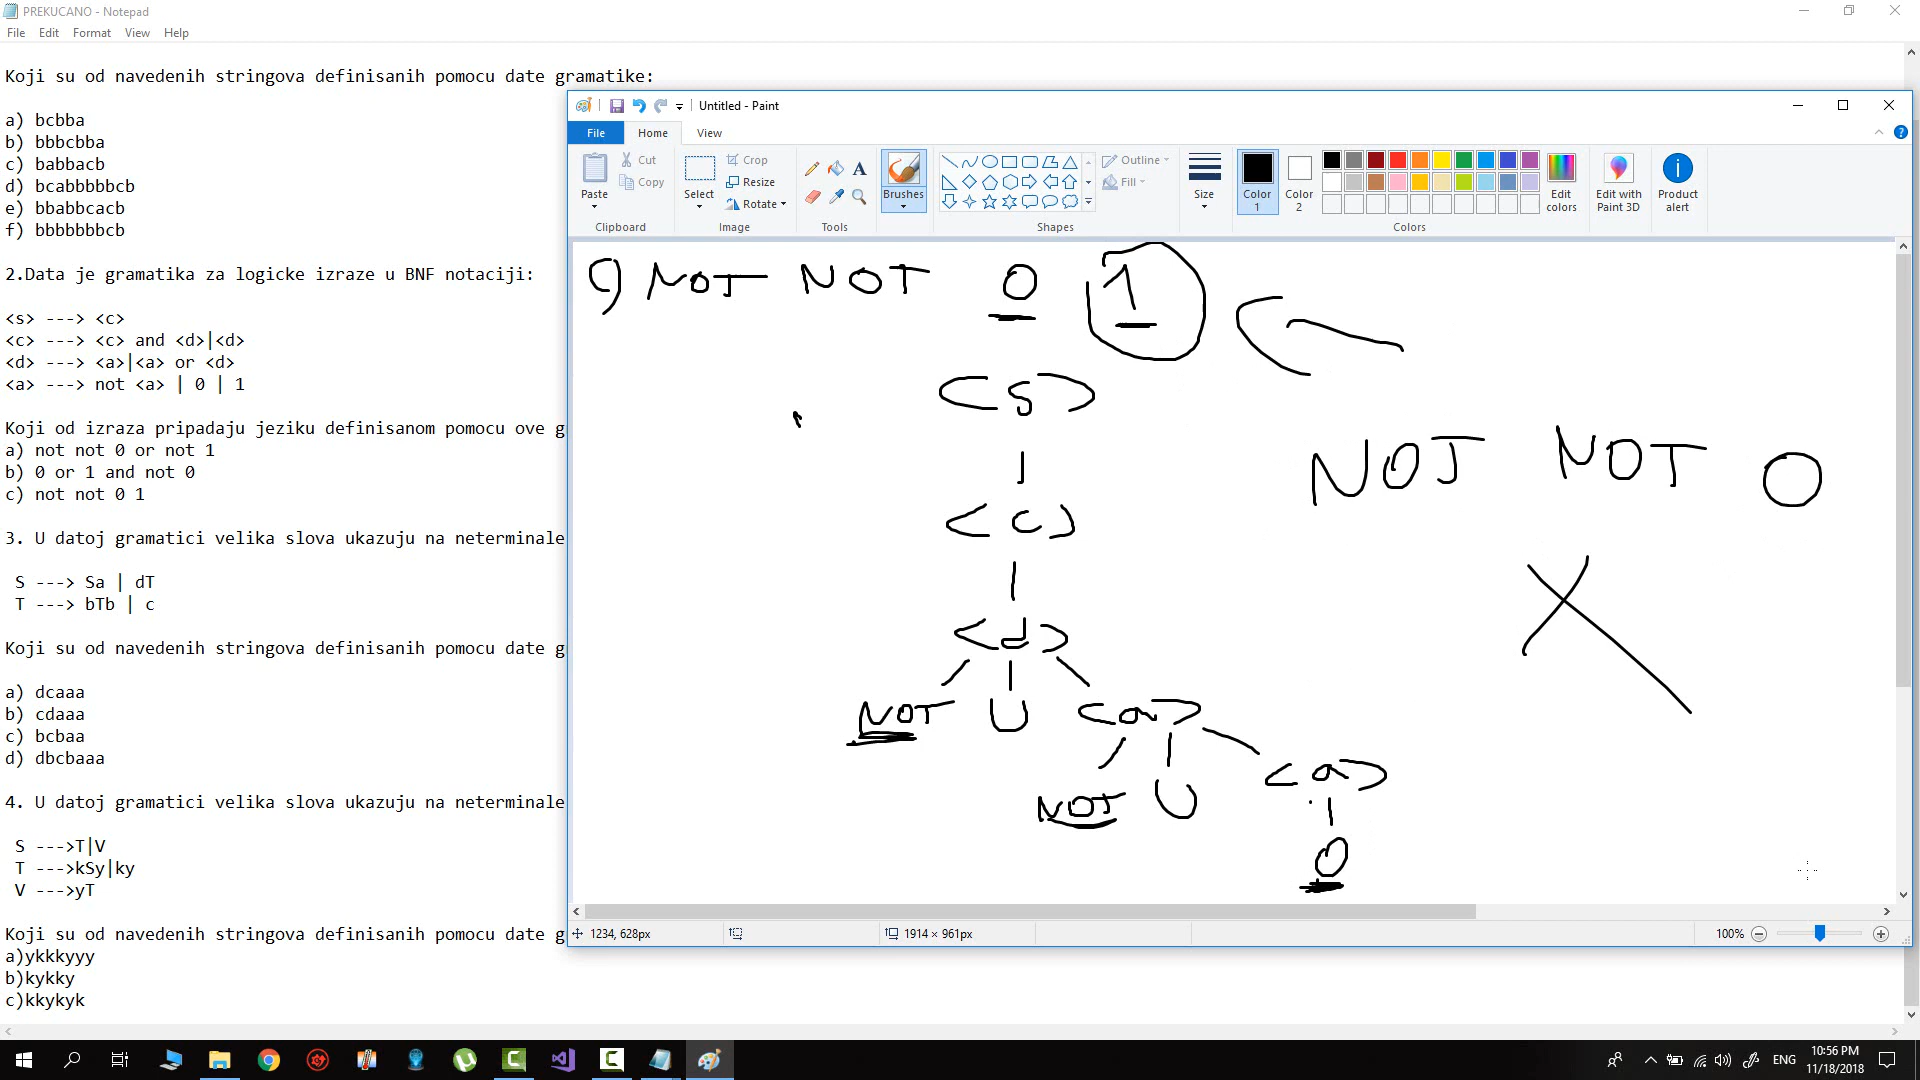 PREKUCANO - Notepad
File Edit Format View Help
Koji su od navedenih stringova definisanih pomocu date gramatike:
a) bcbba
b) bbbcbba
c) babbacb
d) bcabbbbbcb
e) bbabbcacb
f) bbbbbbbcb
2.Data je gramatika za logicke izraze u BNF notaciji:
<s> ---> <c>
<c> ---> <c> and <d>|<d>
<d> ---> <a>|<a> or <d>
<a> ---> not <a> | 0 | 1
Koji od izraza pripadaju jeziku definisanom pomocu ove g
a) not not 0 or not 1
b) 0 or 1 and not 0
c) not not 0 1
3. U datoj gramatici velika slova ukazuju na neterminale
S ---> Sa | dT
T ---> bTb | c
Koji su od navedenih stringova definisanih pomocu date g
a) dcaaa
b) cdaaa
c) bcbaa
d) dbcbaaa
4. U datoj gramatici velika slova ukazuju na neterminale
S --->T|V
T --->kSy|ky
V --->yT
Koji su od navedenih stringova definisanih pomocu date g
a)ykkkyyy
b)kykky
c)kkykyk
Untitled - Paint
File Home View
Paste
Cut
Copy
Clipboard
Select
Crop
Resize
Rotate
Image
Tools
Brushes
Outline
Fill
Shapes
Size
Color 1
Color 2
Edit colors
Colors
Edit with Paint 3D
Product alert
c) NOT NOT 0 1
<s>
<c>
NOT NOT 0
<d>
NOT U <a>
NOT U <a>
0
1234, 628px
1914 × 961px
100%
ENG
10:56 PM
11/18/2018